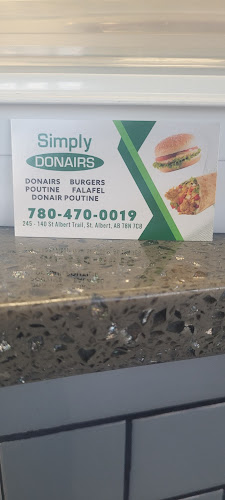 Simply
DONAIRS
DONAIRS BURGERS
POUTINE FALAFEL
DONAIR POUTINE
780-470-0019
245 - 140 St Albert Trail, St. Albert, AB T8N 7C8